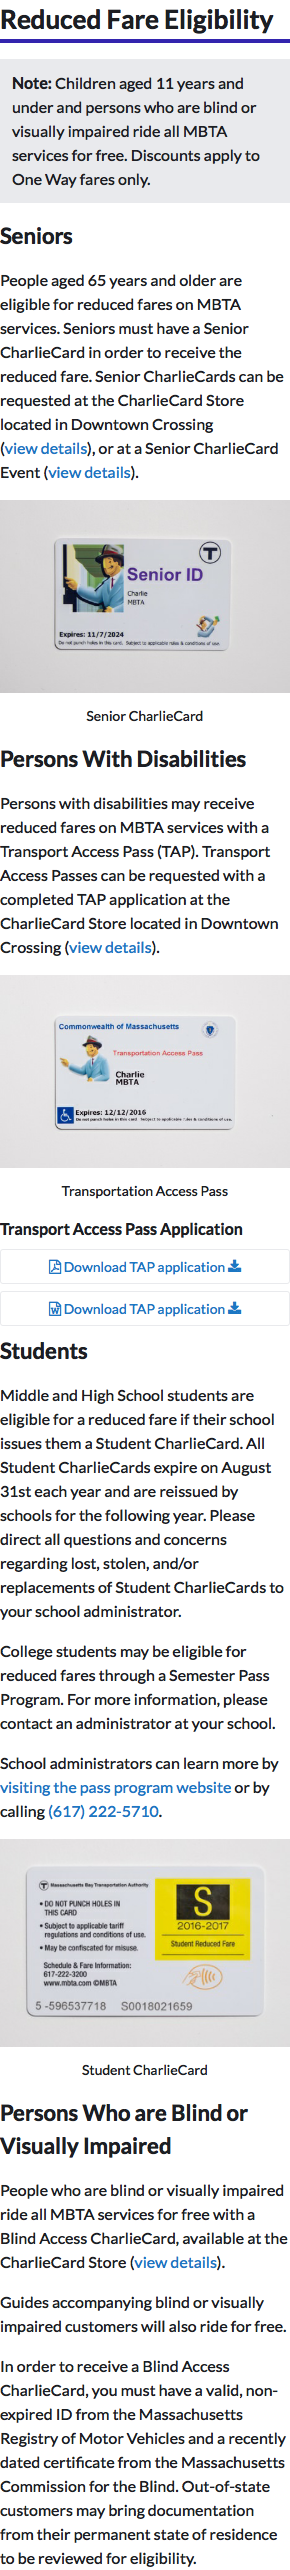 Reduced Fare Eligibility
Note: Children aged 11 years and
under and persons who are blind or
visually impaired ride all MBTA
services for free. Discounts apply to
One Way fares only.
Seniors
People aged 65 years and older are
eligible for reduced fares on MBTA
services. Seniors must have a Senior
CharlieCard in order to receive the
reduced fare. Senior CharlieCards can be
requested at the CharlieCard Store
located in Downtown Crossing
(view details), or at a Senior CharlieCard
Event (view details).
T
Senior ID
Charlie
MBTA
Expires: 11/7/2024
Do not punch holes in this card. Subject to applicable rules & conditions of use.
Senior CharlieCard
Persons With Disabilities
Persons with disabilities may receive
reduced fares on MBTA services with a
Transport Access Pass (TAP). Transport
Access Passes can be requested with a
completed TAP application at the
CharlieCard Store located in Downtown
Crossing (view details).
Commonwealth of Massachusetts
Transportation Access Pass
Charlie
MBTA
Expires: 12/12/2016
Do not punch holes in this card Subject to applicable rules & conditions of use.
Transportation Access Pass
Transport Access Pass Application
Download TAP application
Download TAP application
Students
Middle and High School students are
eligible for a reduced fare if their school
issues them a Student CharlieCard. All
Student CharlieCards expire on August
31st each year and are reissued by
schools for the following year. Please
direct all questions and concerns
regarding lost, stolen, and/or
replacements of Student CharlieCards to
your school administrator.
College students may be eligible for
reduced fares through a Semester Pass
Program. For more information, please
contact an administrator at your school.
School administrators can learn more by
visiting the pass program website or by
calling (617) 222-5710.
T Massachusetts Bay Transportation Authority
• DO NOT PUNCH HOLES IN
THIS CARD
• Subject to applicable tariff
regulations and conditions of use.
• May be confiscated for misuse.
Schedule & Fare Information:
617-222-3200
www.mbta.com ©MBTA
S
2016-2017
Student Reduced Fare
5 -596537718 S0018021659
Student CharlieCard
Persons Who are Blind or
Visually Impaired
People who are blind or visually impaired
ride all MBTA services for free with a
Blind Access CharlieCard, available at the
CharlieCard Store (view details).
Guides accompanying blind or visually
impaired customers will also ride for free.
In order to receive a Blind Access
CharlieCard, you must have a valid, non-
expired ID from the Massachusetts
Registry of Motor Vehicles and a recently
dated certificate from the Massachusetts
Commission for the Blind. Out-of-state
customers may bring documentation
from their permanent state of residence
to be reviewed for eligibility.